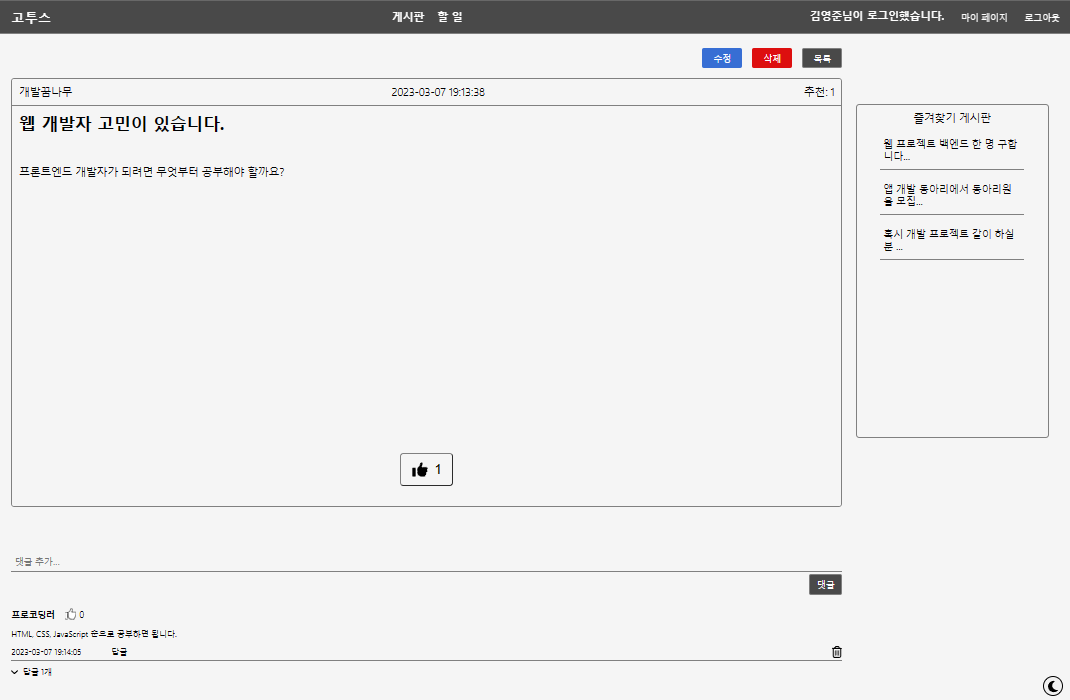 고투스
게시판 할 일
김영준님이 로그인했습니다. 마이 페이지 로그아웃
수정 삭제 목록
개발꿈나무 2023-03-07 19:13:38 추천: 1
웹 개발자 고민이 있습니다.
프론트엔드 개발자가 되려면 무엇부터 공부해야 할까요?
1
즐겨찾기 게시판
웹 프로젝트 백엔드 한 명 구합
니다...
앱 개발 동아리에서 동아리원
을 모집...
혹시 개발 프로젝트 같이 하실
분 ...
댓글 추가...
댓글
프로코딩러 0
HTML, CSS, JavaScript 순으로 공부하면 됩니다.
2023-03-07 19:14:05 답글
답글 1개